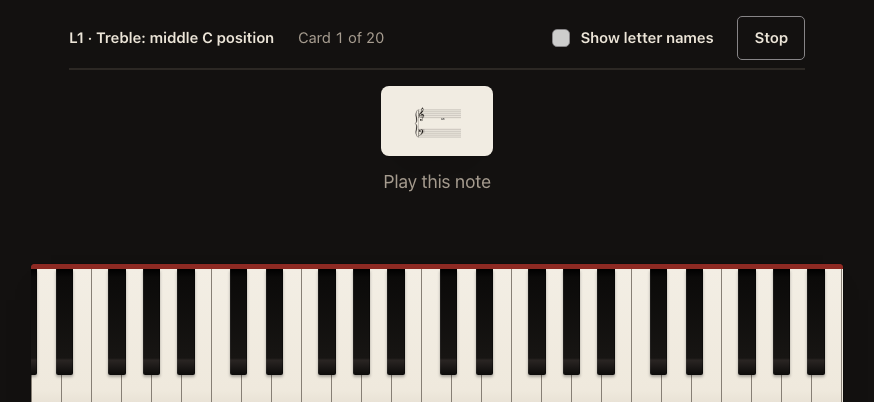 L1 · Treble: middle C position
Card 1 of 20
Show letter names
Stop
Play this note